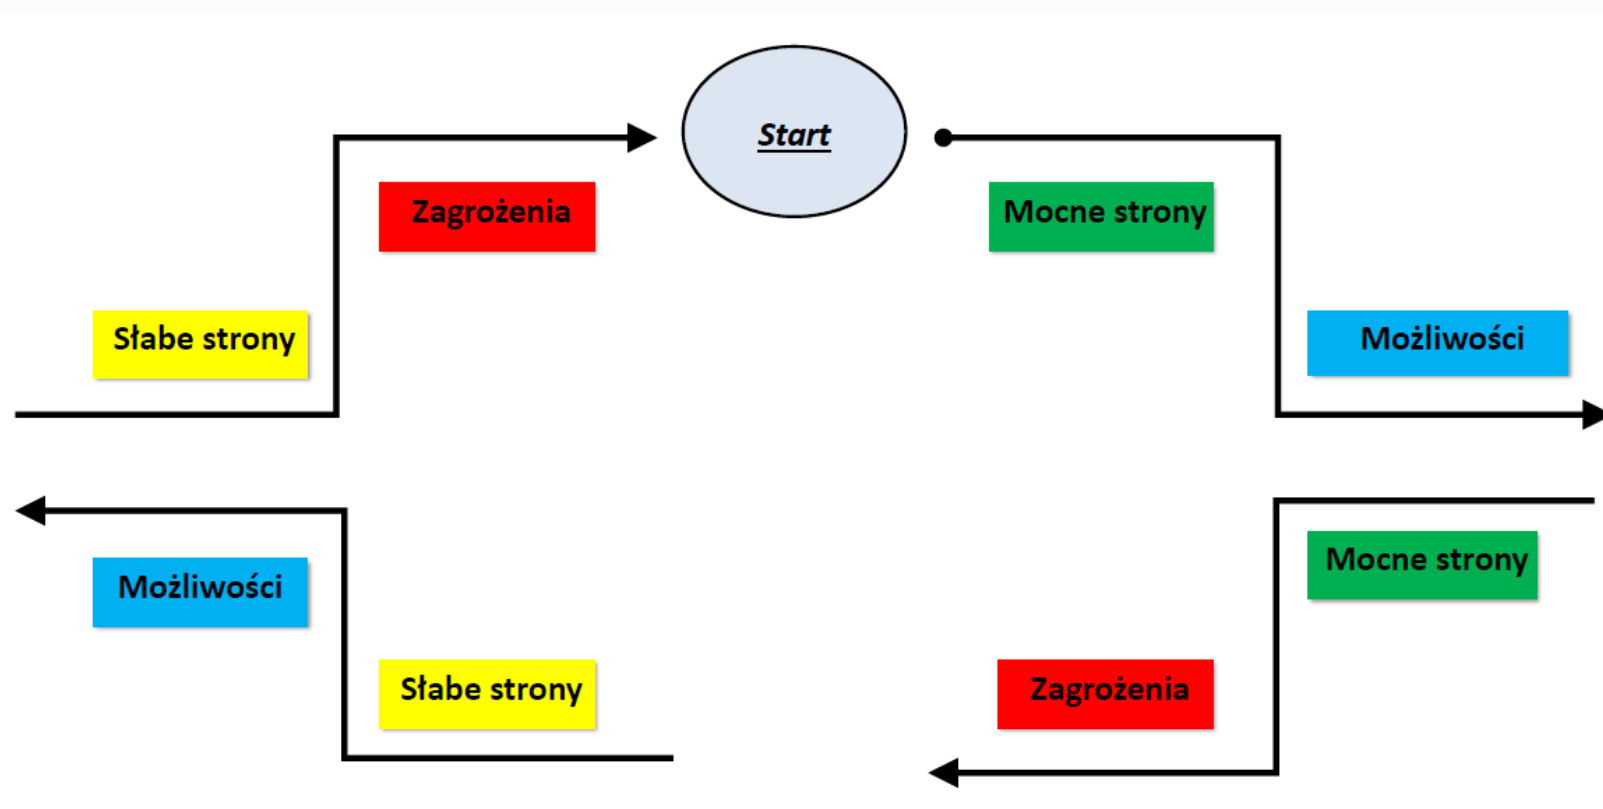 Start
Zagrożenia
Mocne strony
Słabe strony
Możliwości
Mocne strony
Możliwości
Słabe strony
Zagrożenia